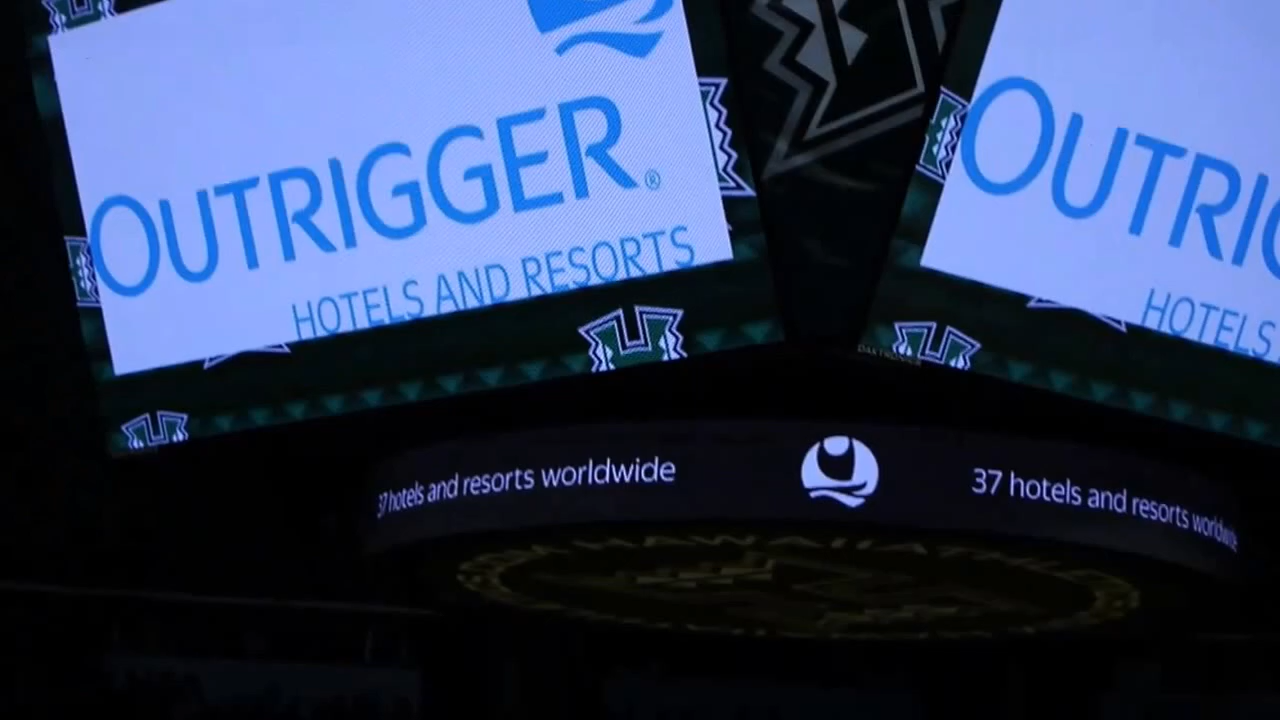 OUTRIGGER®
HOTELS AND RESORTS
OUTRIG
HOTELS
37 hotels and resorts worldwide
37 hotels and resorts worldwide